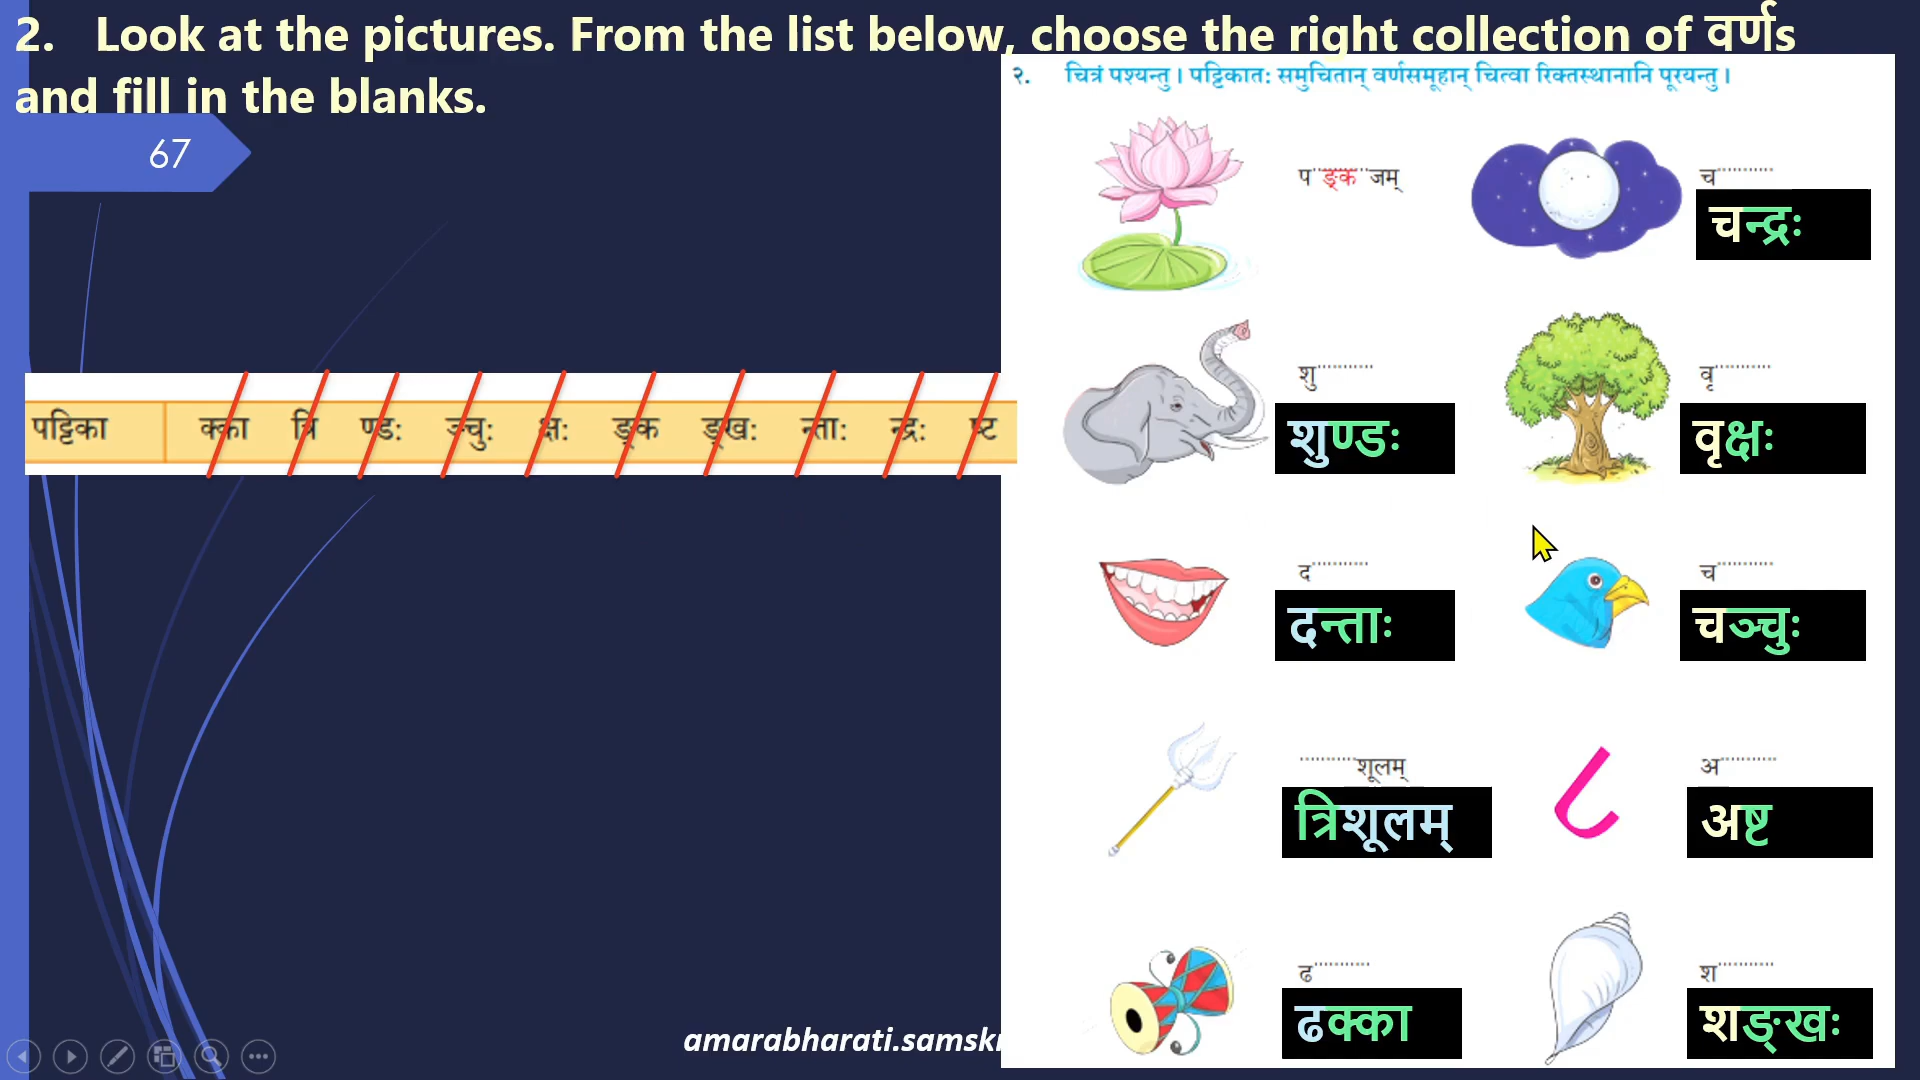 2. Look at the pictures. From the list below, choose the right collection of वर्णs
and fill in the blanks.
67
२. चित्रं पश्यन्तु । पट्टिकातः समुचितान् वर्णसमूहान् चित्वा रिक्तस्थानानि पूरयन्तु ।
प ङ्क जम्
च
चन्द्रः
शु
शुण्डः
वृ
वृक्षः
पट्टिका क्का त्रि ण्डः ञ्चुः क्षः ङ्क ङ्खः न्ताः न्द्रः ष्ट
द
दन्ताः
च
चञ्चुः
शूलम्
त्रिशूलम्
अ
अष्ट
ढ
ढक्का
श
शङ्खः
amarabharati.samskr